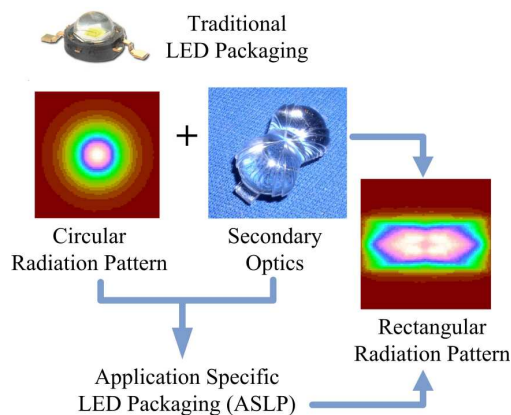 Traditional
LED Packaging
+
Circular
Radiation Pattern
Secondary
Optics
Rectangular
Radiation Pattern
Application Specific
LED Packaging (ASLP)